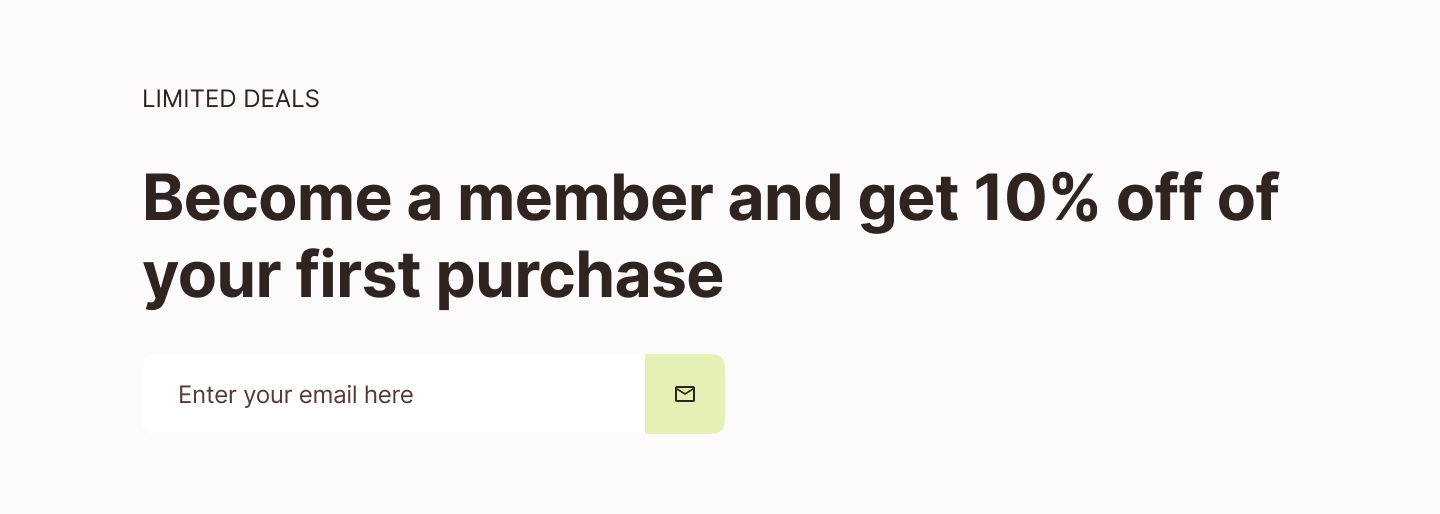 LIMITED DEALS
Become a member and get 10% off of
your first purchase
Enter your email here